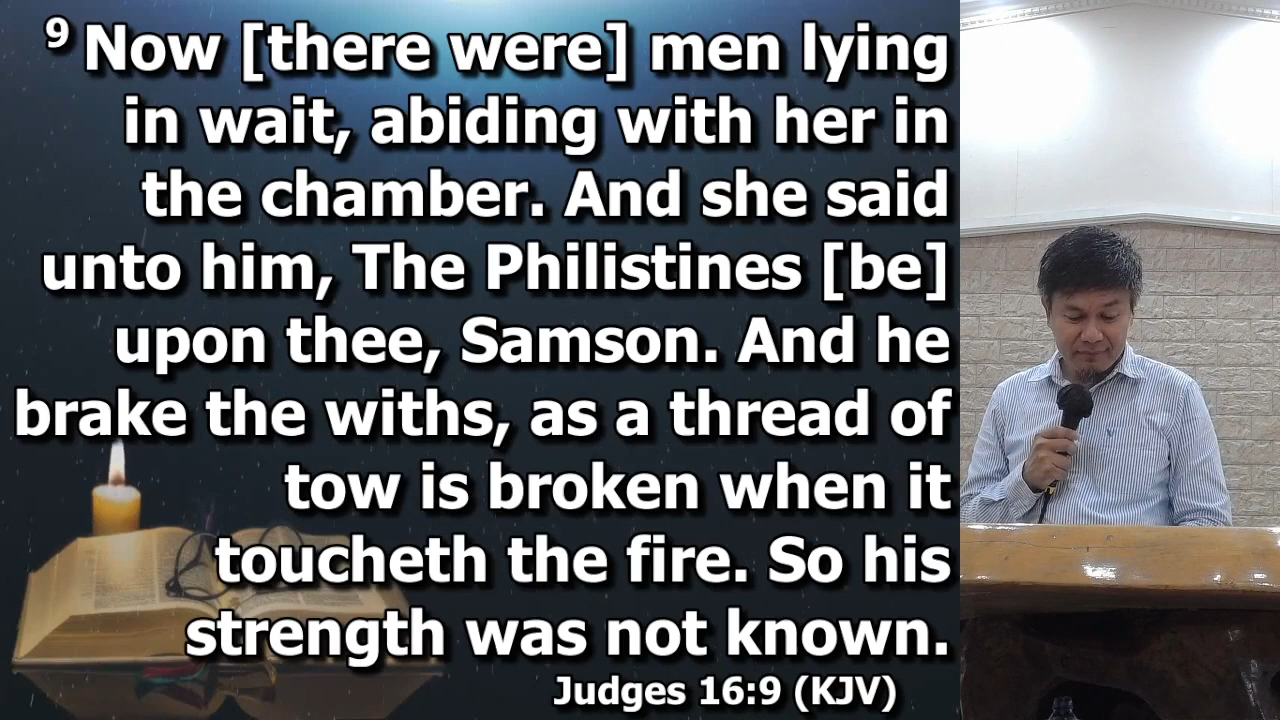 9 Now [there were] men lying
in wait, abiding with her in
the chamber. And she said
unto him, The Philistines [be]
upon thee, Samson. And he
brake the withs, as a thread of
tow is broken when it
toucheth the fire. So his
strength was not known.
Judges 16:9 (KJV)